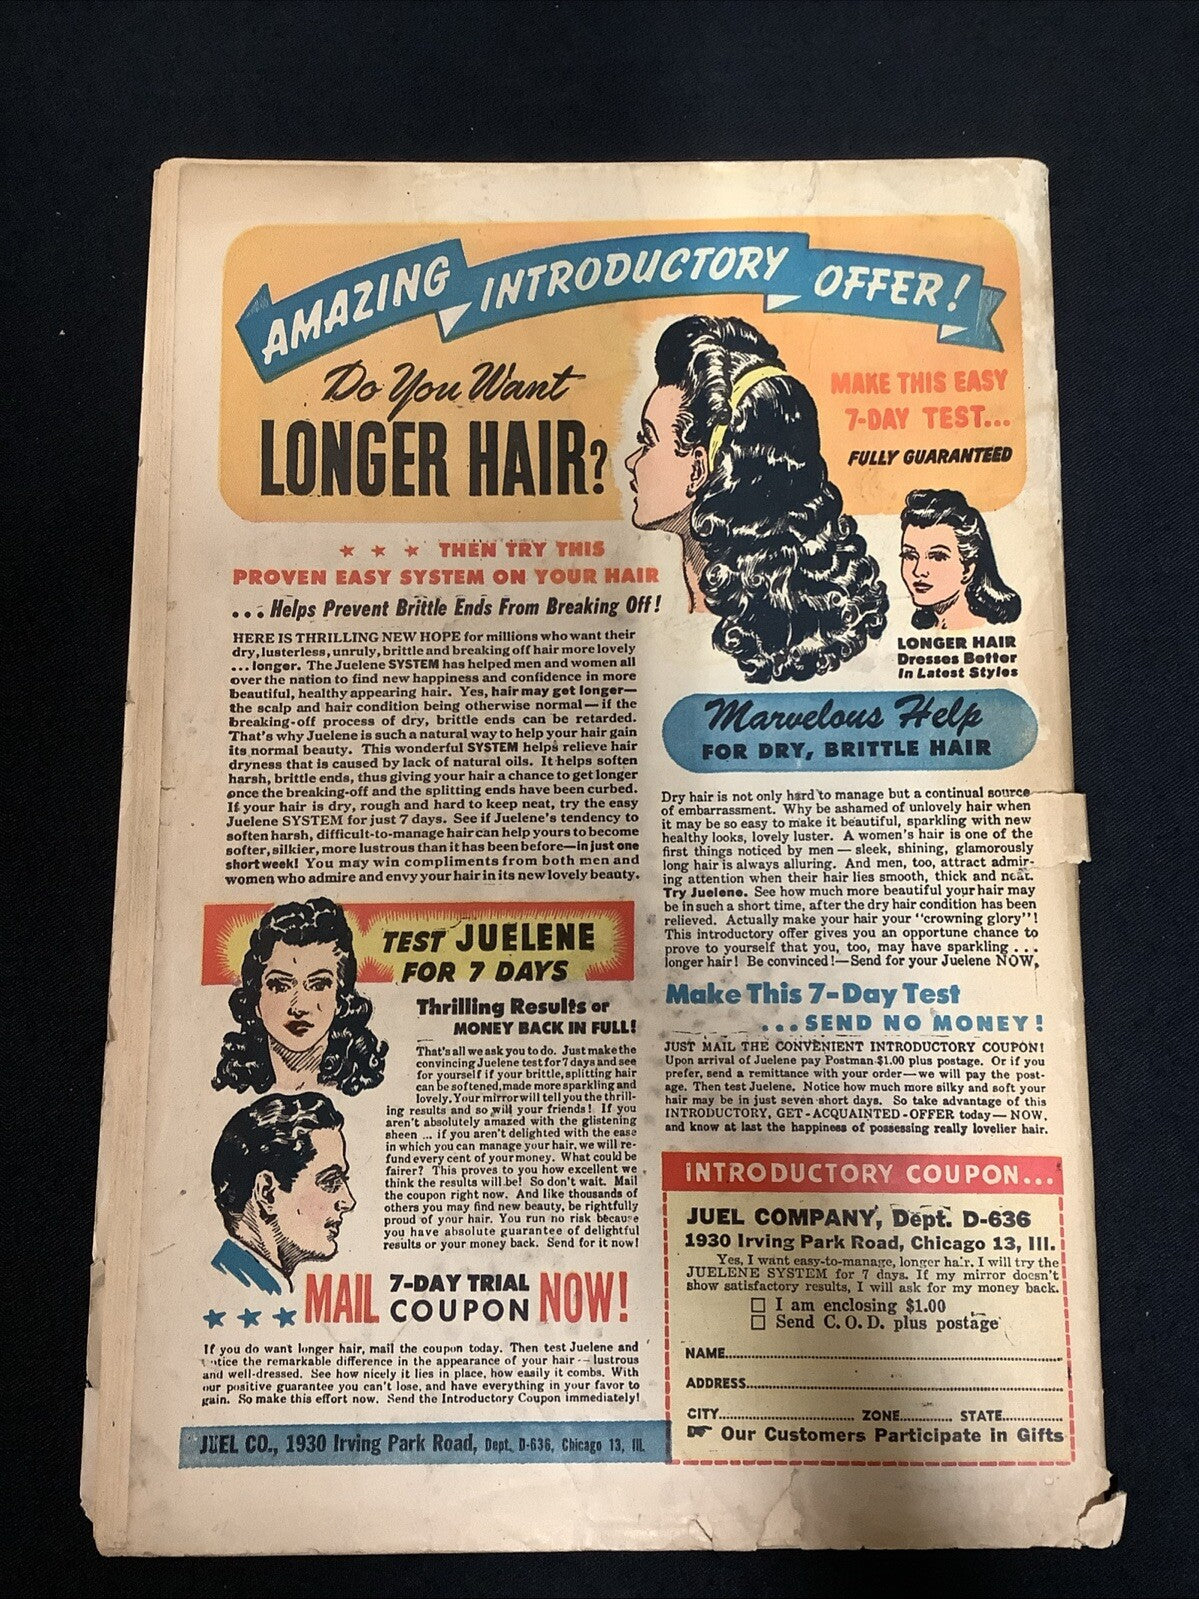 AMAZING INTRODUCTORY OFFER!
Do You Want
LONGER HAIR?
MAKE THIS EASY
7-DAY TEST...
FULLY GUARANTEED
★ ★ ★ THEN TRY THIS
PROVEN EASY SYSTEM ON YOUR HAIR
... Helps Prevent Brittle Ends From Breaking Off!
HERE IS THRILLING NEW HOPE for millions who want their
dry, lusterless, unruly, brittle and breaking off hair more lovely
... longer. The Juelene SYSTEM has helped men and women all
over the nation to find new happiness and confidence in more
beautiful, healthy appearing hair. Yes, hair may get longer—
the scalp and hair condition being otherwise normal — if the
breaking-off process of dry, brittle ends can be retarded.
That's why Juelene is such a natural way to help your hair gain
its normal beauty. This wonderful SYSTEM helps relieve hair
dryness that is caused by lack of natural oils. It helps soften
harsh, brittle ends, thus giving your hair a chance to get longer
once the breaking-off and the splitting ends have been curbed.
If your hair is dry, rough and hard to keep neat, try the easy
Juelene SYSTEM for just 7 days. See if Juelene's tendency to
soften harsh, difficult-to-manage hair can help yours to become
softer, silkier, more lustrous than it has been before—in just one
short week! You may win compliments from both men and
women who admire and envy your hair in its new lovely beauty.
LONGER HAIR
Dresses Better
In Latest Styles
Marvelous Help
FOR DRY, BRITTLE HAIR
Dry hair is not only hard to manage but a continual source
of embarrassment. Why be ashamed of unlovely hair when
it may be so easy to make it beautiful, sparkling with new
healthy looks, lovely luster. A women's hair is one of the
first things noticed by men — sleek, shining, glamorously
long hair is always alluring. And men, too, attract admir-
ing attention when their hair lies smooth, thick and neat.
Try Juelene. See how much more beautiful your hair may
be in such a short time, after the dry hair condition has been
relieved. Actually make your hair your "crowning glory"!
This introductory offer gives you an opportune chance to
prove to yourself that you, too, may have sparkling ...
longer hair! Be convinced!—Send for your Juelene NOW.
TEST JUELENE
FOR 7 DAYS
Thrilling Results or
MONEY BACK IN FULL!
That's all we ask you to do. Just make the
convincing Juelene test for 7 days and see
for yourself if your brittle, splitting hair
can be softened, made more sparkling and
lovely. Your mirror will tell you the thrill-
ing results and so will your friends! If you
aren't absolutely amazed with the glistening
sheen ... if you aren't delighted with the ease
in which you can manage your hair, we will re-
fund every cent of your money. What could be
fairer? This proves to you how excellent we
think the results will be! So don't wait. Mail
the coupon right now. And like thousands of
others you may find new beauty, be rightfully
proud of your hair. You run no risk because
you have absolute guarantee of delightful
results or your money back. Send for it now!
★ ★ ★ MAIL 7-DAY TRIAL COUPON NOW!
If you do want longer hair, mail the coupon today. Then test Juelene and
notice the remarkable difference in the appearance of your hair -- lustrous
and well-dressed. See how nicely it lies in place, how easily it combs. With
our positive guarantee you can't lose, and have everything in your favor to
gain. So make this effort now. Send the Introductory Coupon immediately!
JUEL CO., 1930 Irving Park Road, Dept. D-636, Chicago 13, Ill.
Make This 7-Day Test
...SEND NO MONEY!
JUST MAIL THE CONVENIENT INTRODUCTORY COUPON!
Upon arrival of Juelene pay Postman $1.00 plus postage. Or if you
prefer, send a remittance with your order—we will pay the post-
age. Then test Juelene. Notice how much more silky and soft your
hair may be in just seven short days. So take advantage of this
INTRODUCTORY, GET-ACQUAINTED-OFFER today— NOW,
and know at last the happiness of possessing really lovelier hair.
INTRODUCTORY COUPON...
JUEL COMPANY, Dept. D-636
1930 Irving Park Road, Chicago 13, Ill.
Yes, I want easy-to-manage, longer hair. I will try the
JUELENE SYSTEM for 7 days. If my mirror doesn't
show satisfactory results, I will ask for my money back.
☐ I am enclosing $1.00
☐ Send C. O. D. plus postage
NAME
ADDRESS
CITY ZONE STATE
☛ Our Customers Participate in Gifts